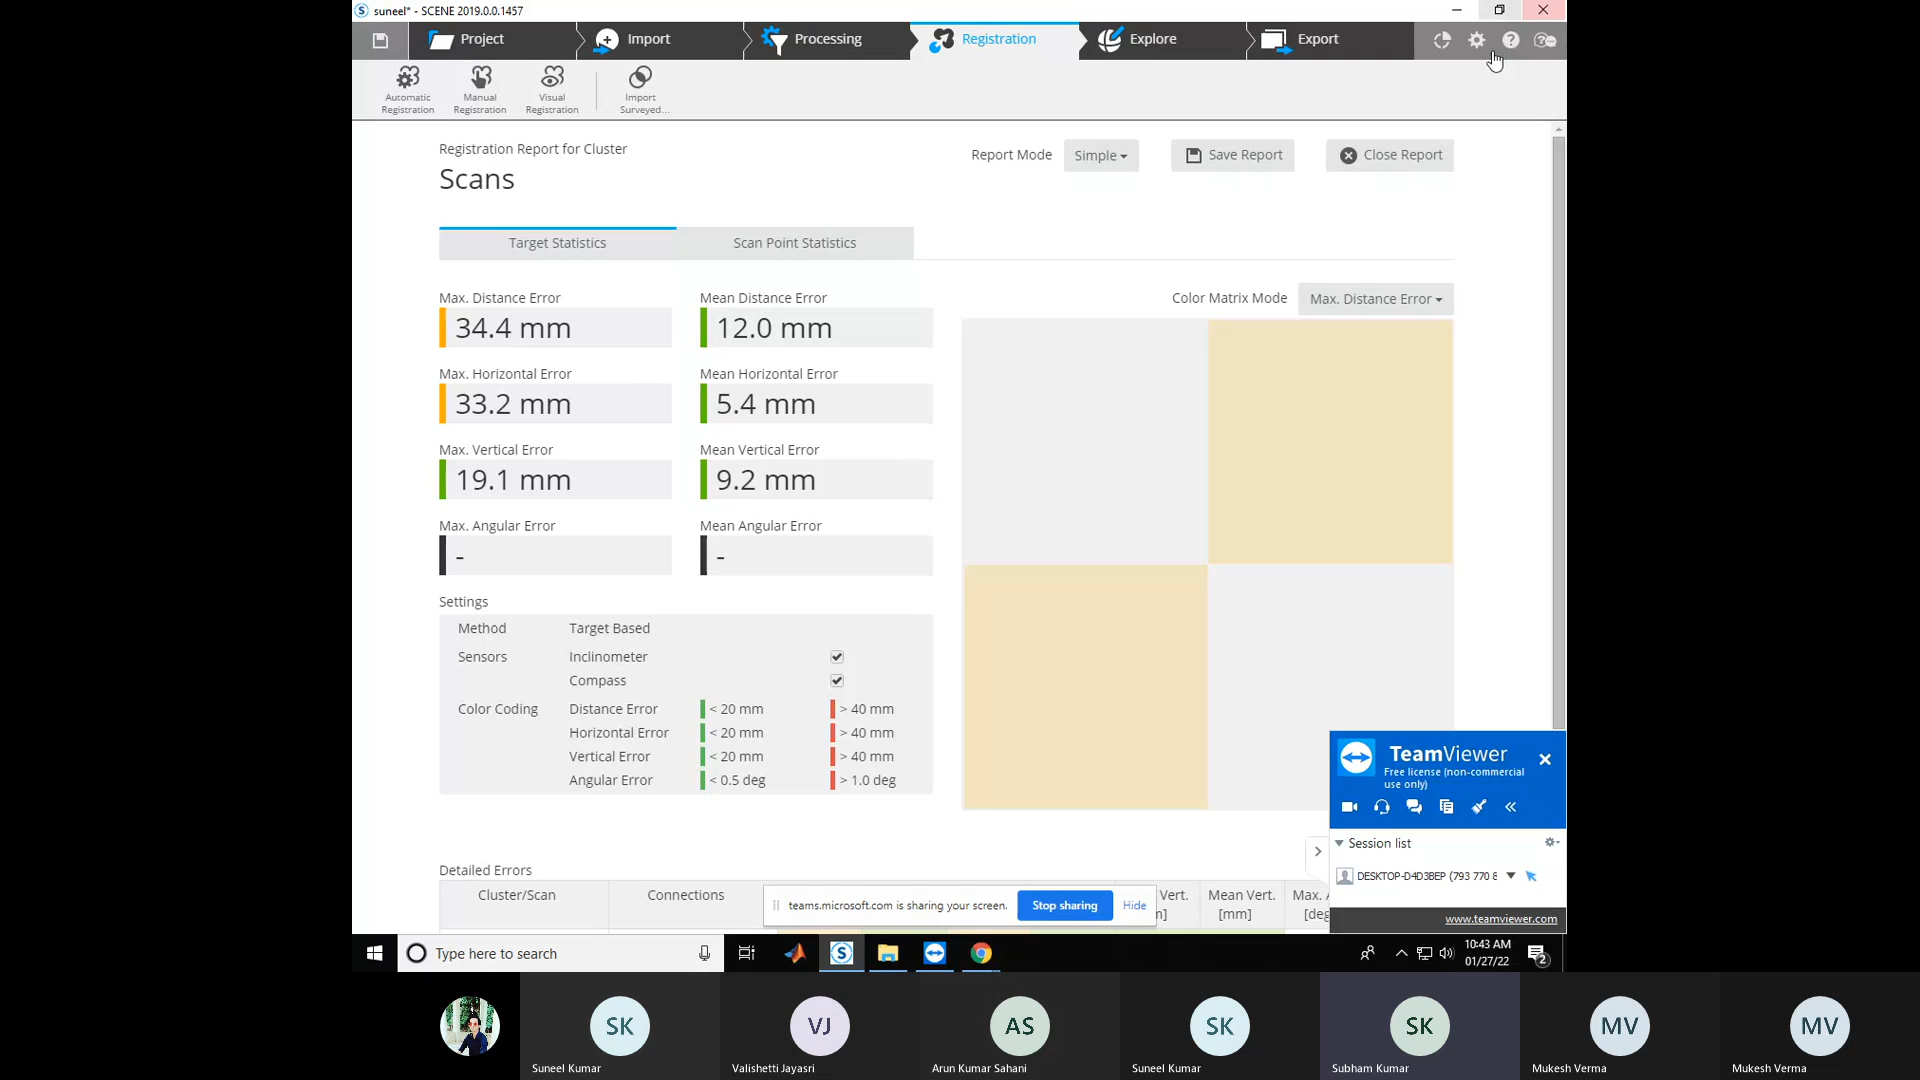 suneel* - SCENE 2019.0.0.1457
Project
Import
Processing
Registration
Explore
Export
Automatic
Registration
Manual
Registration
Visual
Registration
Import
Surveyed...
Registration Report for Cluster
Scans
Report Mode
Simple
Save Report
Close Report
Target Statistics
Scan Point Statistics
Max. Distance Error
34.4 mm
Mean Distance Error
12.0 mm
Color Matrix Mode
Max. Distance Error
Max. Horizontal Error
33.2 mm
Mean Horizontal Error
5.4 mm
Max. Vertical Error
19.1 mm
Mean Vertical Error
9.2 mm
Max. Angular Error
-
Mean Angular Error
-
Settings
Method Target Based
Sensors Inclinometer
Compass
Color Coding Distance Error < 20 mm > 40 mm
Horizontal Error < 20 mm > 40 mm
Vertical Error < 20 mm > 40 mm
Angular Error < 0.5 deg > 1.0 deg
Detailed Errors
Cluster/Scan
Connections
Vert.
Mean Vert.
[mm]
teams.microsoft.com is sharing your screen.
Stop sharing
Hide
TeamViewer
Free license (non-commercial
use only)
Session list
DESKTOP-D4D3BEP (793 770 8
www.teamviewer.com
Type here to search
10:43 AM
01/27/22
2
SK
Suneel Kumar
VJ
Valishetti Jayasri
AS
Arun Kumar Sahani
SK
Suneel Kumar
SK
Subham Kumar
MV
Mukesh Verma
MV
Mukesh Verma